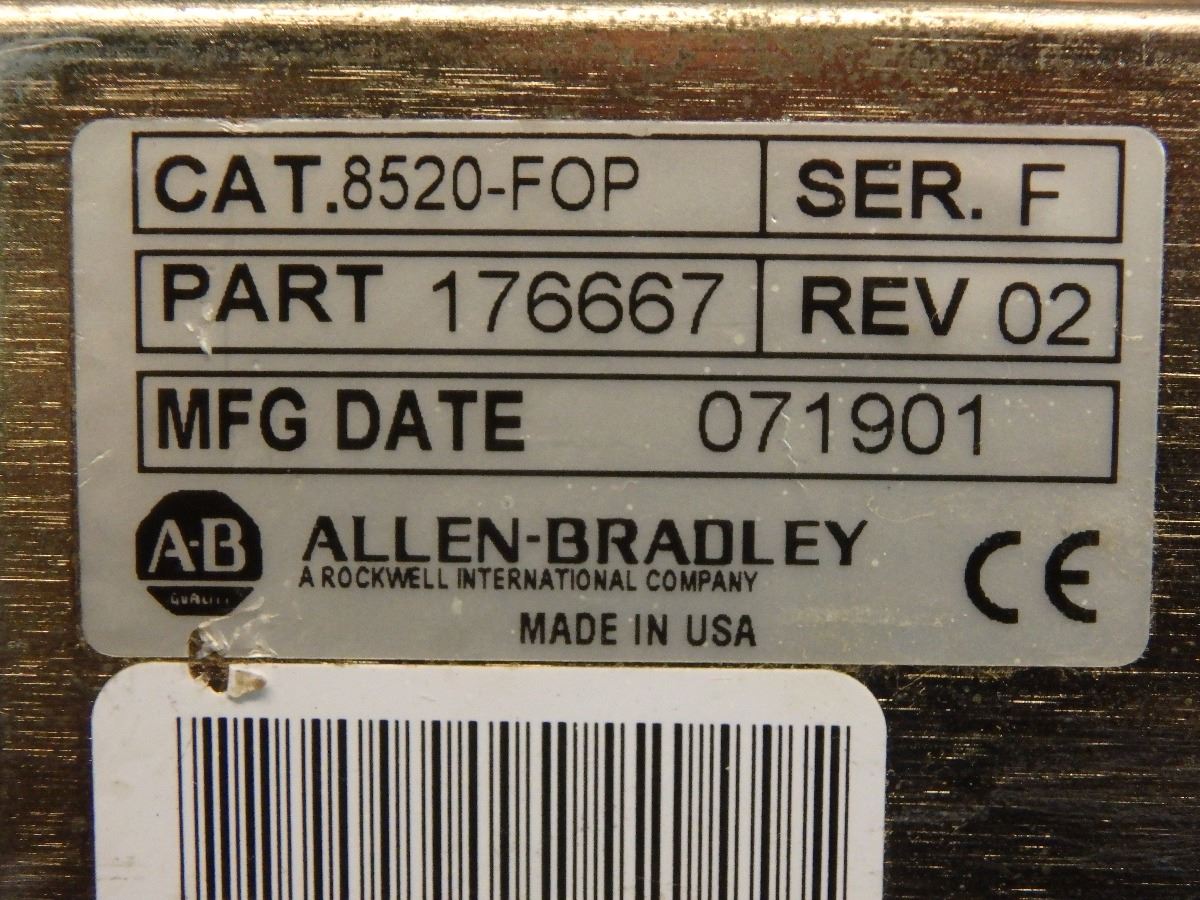 CAT.8520-FOP SER. F
PART 176667 REV 02
MFG DATE 071901
A-B
QUALITY
ALLEN-BRADLEY
A ROCKWELL INTERNATIONAL COMPANY
CE
MADE IN USA